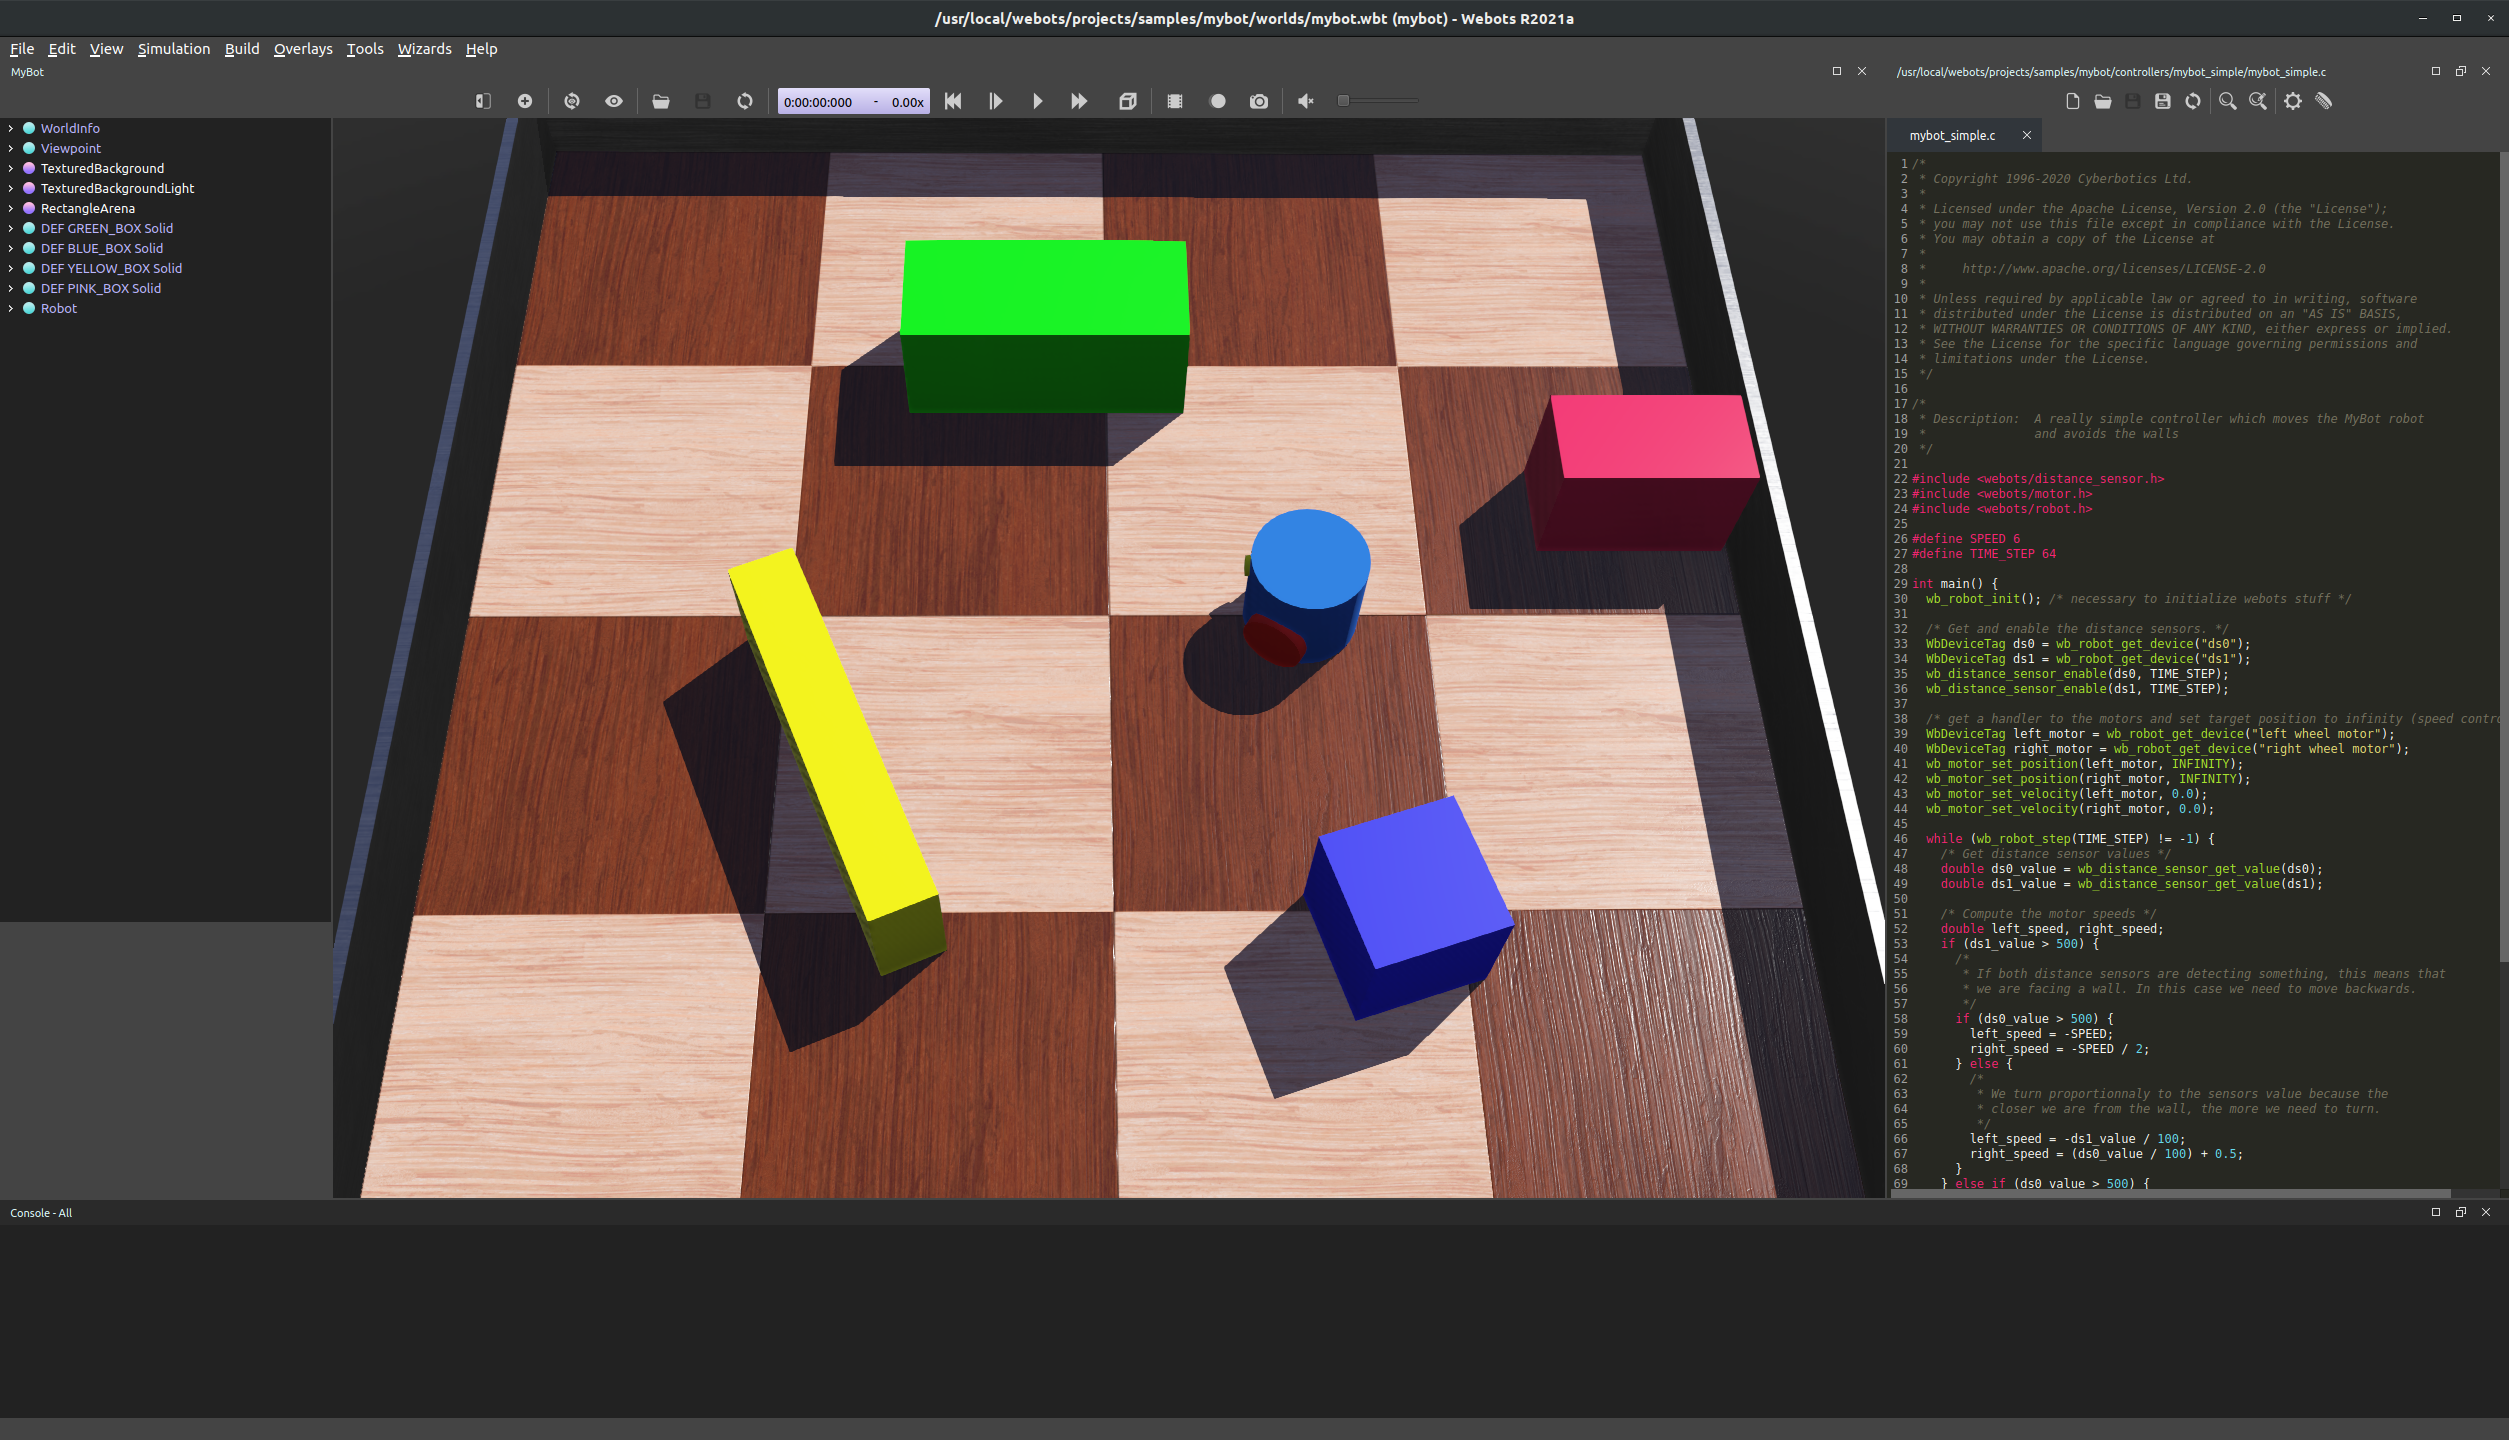 /usr/local/webots/projects/samples/mybot/worlds/mybot.wbt (mybot) - Webots R2021a
File Edit View Simulation Build Overlays Tools Wizards Help
MyBot
/usr/local/webots/projects/samples/mybot/controllers/mybot_simple/mybot_simple.c
0:00:00:000 - 0.00x
WorldInfo
Viewpoint
TexturedBackground
TexturedBackgroundLight
RectangleArena
DEF GREEN_BOX Solid
DEF BLUE_BOX Solid
DEF YELLOW_BOX Solid
DEF PINK_BOX Solid
Robot
mybot_simple.c
1 /*
2 * Copyright 1996-2020 Cyberbotics Ltd.
3 *
4 * Licensed under the Apache License, Version 2.0 (the "License");
5 * you may not use this file except in compliance with the License.
6 * You may obtain a copy of the License at
7 *
8 *     http://www.apache.org/licenses/LICENSE-2.0
9 *
10 * Unless required by applicable law or agreed to in writing, software
11 * distributed under the License is distributed on an "AS IS" BASIS,
12 * WITHOUT WARRANTIES OR CONDITIONS OF ANY KIND, either express or implied.
13 * See the License for the specific language governing permissions and
14 * limitations under the License.
15 */
16
17 /*
18 * Description:  A really simple controller which moves the MyBot robot
19 *               and avoids the walls
20 */
21
22 #include <webots/distance_sensor.h>
23 #include <webots/motor.h>
24 #include <webots/robot.h>
25
26 #define SPEED 6
27 #define TIME_STEP 64
28
29 int main() {
30   wb_robot_init(); /* necessary to initialize webots stuff */
31
32   /* Get and enable the distance sensors. */
33   WbDeviceTag ds0 = wb_robot_get_device("ds0");
34   WbDeviceTag ds1 = wb_robot_get_device("ds1");
35   wb_distance_sensor_enable(ds0, TIME_STEP);
36   wb_distance_sensor_enable(ds1, TIME_STEP);
37
38   /* get a handler to the motors and set target position to infinity (speed contro
39   WbDeviceTag left_motor = wb_robot_get_device("left wheel motor");
40   WbDeviceTag right_motor = wb_robot_get_device("right wheel motor");
41   wb_motor_set_position(left_motor, INFINITY);
42   wb_motor_set_position(right_motor, INFINITY);
43   wb_motor_set_velocity(left_motor, 0.0);
44   wb_motor_set_velocity(right_motor, 0.0);
45
46   while (wb_robot_step(TIME_STEP) != -1) {
47     /* Get distance sensor values */
48     double ds0_value = wb_distance_sensor_get_value(ds0);
49     double ds1_value = wb_distance_sensor_get_value(ds1);
50
51     /* Compute the motor speeds */
52     double left_speed, right_speed;
53     if (ds1_value > 500) {
54       /*
55        * If both distance sensors are detecting something, this means that
56        * we are facing a wall. In this case we need to move backwards.
57        */
58       if (ds0_value > 500) {
59         left_speed = -SPEED;
60         right_speed = -SPEED / 2;
61       } else {
62         /*
63          * We turn proportionnaly to the sensors value because the
64          * closer we are from the wall, the more we need to turn.
65          */
66         left_speed = -ds1_value / 100;
67         right_speed = (ds0_value / 100) + 0.5;
68       }
69     } else if (ds0_value > 500) {
Console - All